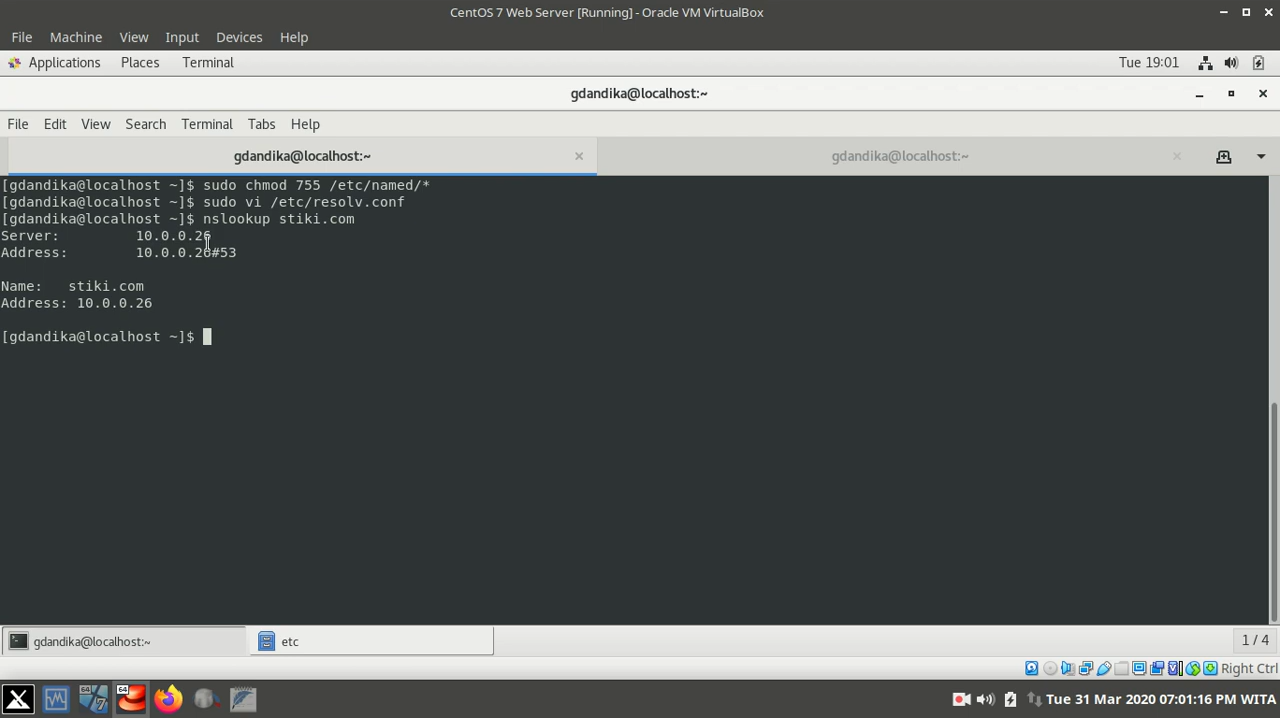 CentOS 7 Web Server [Running] - Oracle VM VirtualBox
File Machine View Input Devices Help
Applications Places Terminal Tue 19:01
gdandika@localhost:~
File Edit View Search Terminal Tabs Help
gdandika@localhost:~ gdandika@localhost:~
[gdandika@localhost ~]$ sudo chmod 755 /etc/named/*
[gdandika@localhost ~]$ sudo vi /etc/resolv.conf
[gdandika@localhost ~]$ nslookup stiki.com
Server: 10.0.0.26
Address: 10.0.0.26#53
Name: stiki.com
Address: 10.0.0.26
[gdandika@localhost ~]$
gdandika@localhost:~ etc 1 / 4
Right Ctrl
64 7 64 Tue 31 Mar 2020 07:01:16 PM WITA